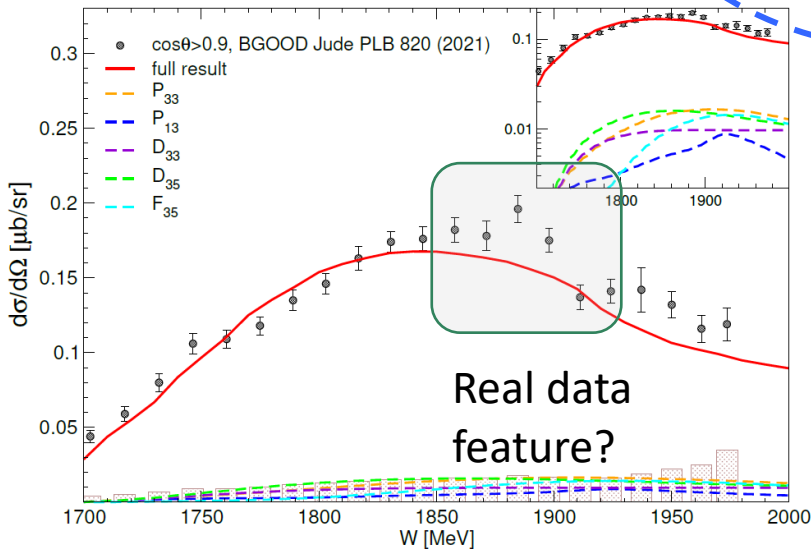 cosθ>0.9, BGOOD Jude PLB 820 (2021)
full result
P33
P13
D33
D35
F35
0.3
0.25
0.2
0.15
0.1
0.05
dσ/dΩ [μb/sr]
0.1
0.01
1800
1900
Real data
feature?
1700
1750
1800
1850
1900
1950
2000
W [MeV]